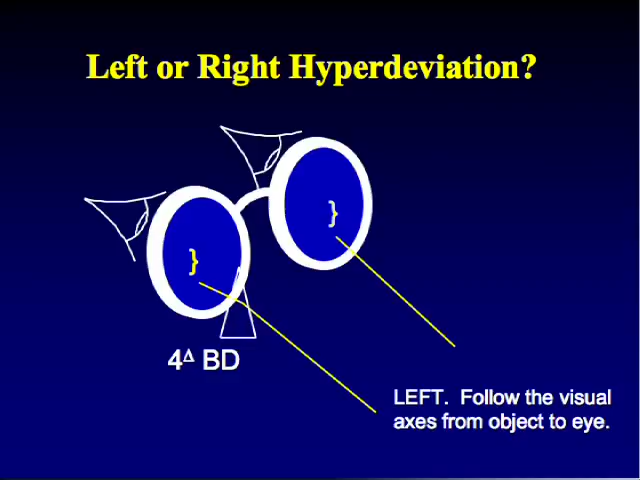 Left or Right Hyperdeviation?
}
}
4Δ BD
LEFT. Follow the visual
axes from object to eye.